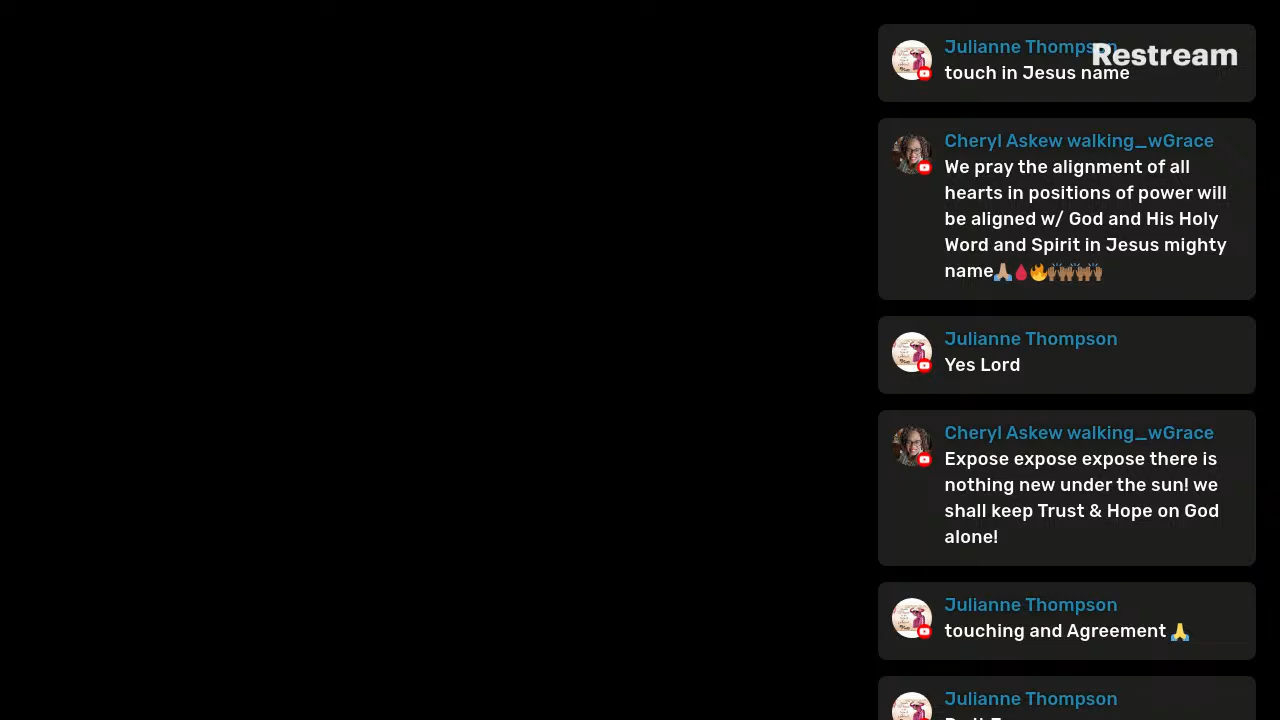 Julianne Thompson
Restream
touch in Jesus name
Cheryl Askew walking_wGrace
We pray the alignment of all
hearts in positions of power will
be aligned w/ God and His Holy
Word and Spirit in Jesus mighty
name🙏🏽🩸🔥🙌🏾🙌🏾🙌🏾
Julianne Thompson
Yes Lord
Cheryl Askew walking_wGrace
Expose expose expose there is
nothing new under the sun! we
shall keep Trust & Hope on God
alone!
Julianne Thompson
touching and Agreement 🙏
Julianne Thompson